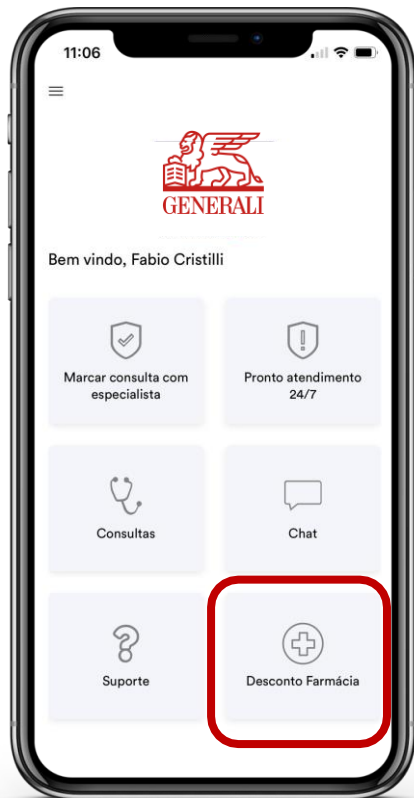 11:06
GENERALI
Bem vindo, Fabio Cristilli
Marcar consulta com
especialista
Pronto atendimento
24/7
Consultas
Chat
Suporte
Desconto Farmácia